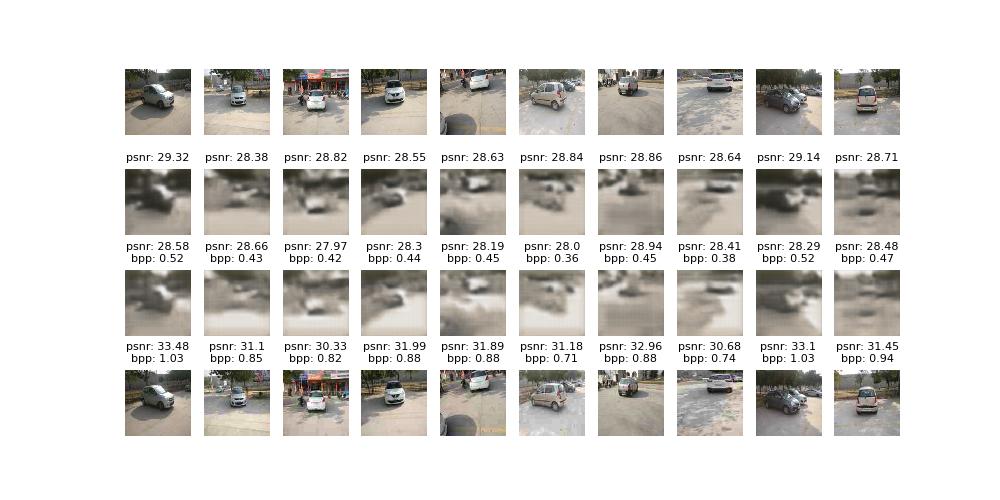 psnr: 29.32 psnr: 28.38 psnr: 28.82 psnr: 28.55 psnr: 28.63 psnr: 28.84 psnr: 28.86 psnr: 28.64 psnr: 29.14 psnr: 28.71
psnr: 28.58 psnr: 28.66 psnr: 27.97 psnr: 28.3 psnr: 28.19 psnr: 28.0 psnr: 28.94 psnr: 28.41 psnr: 28.29 psnr: 28.48
bpp: 0.52 bpp: 0.43 bpp: 0.42 bpp: 0.44 bpp: 0.45 bpp: 0.36 bpp: 0.45 bpp: 0.38 bpp: 0.52 bpp: 0.47
psnr: 33.48 psnr: 31.1 psnr: 30.33 psnr: 31.99 psnr: 31.89 psnr: 31.18 psnr: 32.96 psnr: 30.68 psnr: 33.1 psnr: 31.45
bpp: 1.03 bpp: 0.85 bpp: 0.82 bpp: 0.88 bpp: 0.88 bpp: 0.71 bpp: 0.88 bpp: 0.74 bpp: 1.03 bpp: 0.94